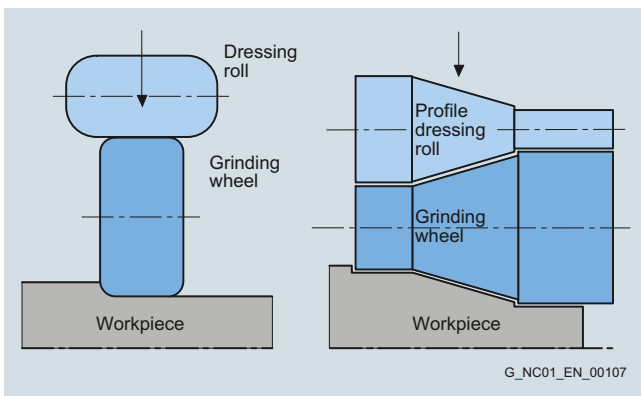 Dressing
roll
Grinding
wheel
Workpiece
Profile
dressing
roll
Grinding
wheel
Workpiece
G_NC01_EN_00107